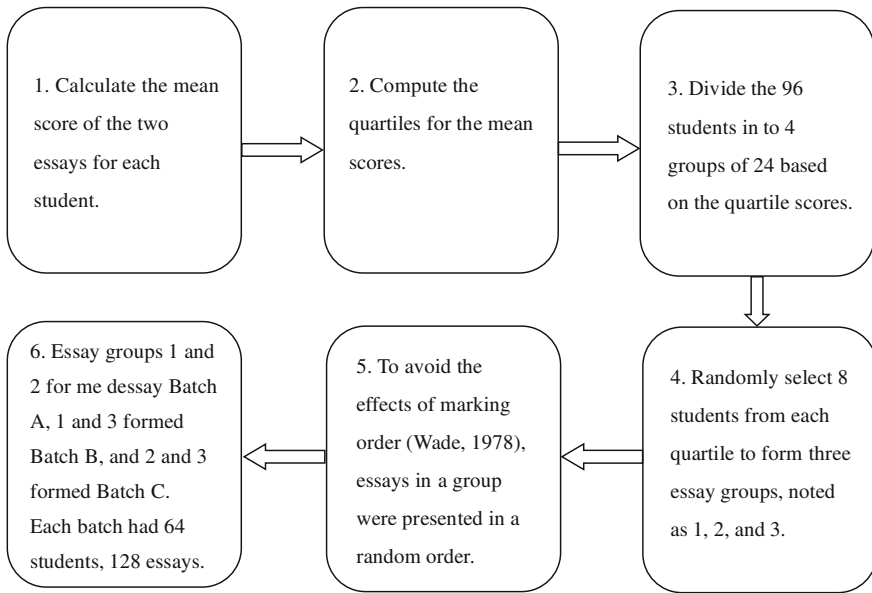 1. Calculate the mean
score of the two
essays for each
student.
2. Compute the
quartiles for the mean
scores.
3. Divide the 96
students in to 4
groups of 24 based
on the quartile scores.
4. Randomly select 8
students from each
quartile to form three
essay groups, noted
as 1, 2, and 3.
5. To avoid the
effects of marking
order (Wade, 1978),
essays in a group
were presented in a
random order.
6. Essay groups 1 and
2 for me dessay Batch
A, 1 and 3 formed
Batch B, and 2 and 3
formed Batch C.
Each batch had 64
students, 128 essays.